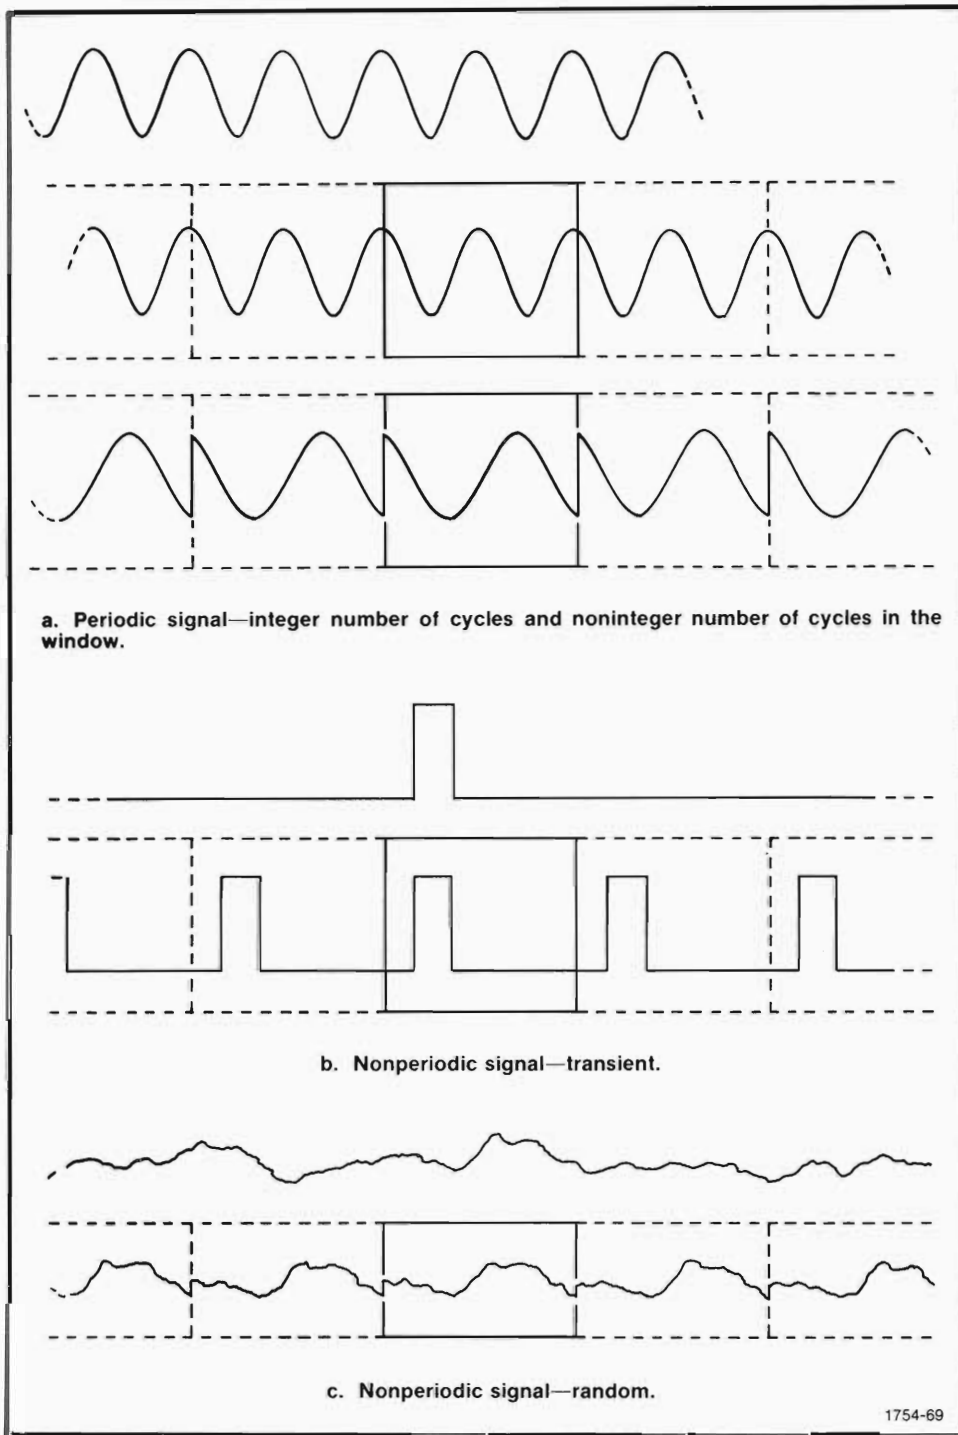 a. Periodic signal—integer number of cycles and noninteger number of cycles in the
window.
b. Nonperiodic signal—transient.
c. Nonperiodic signal—random.
1754-69